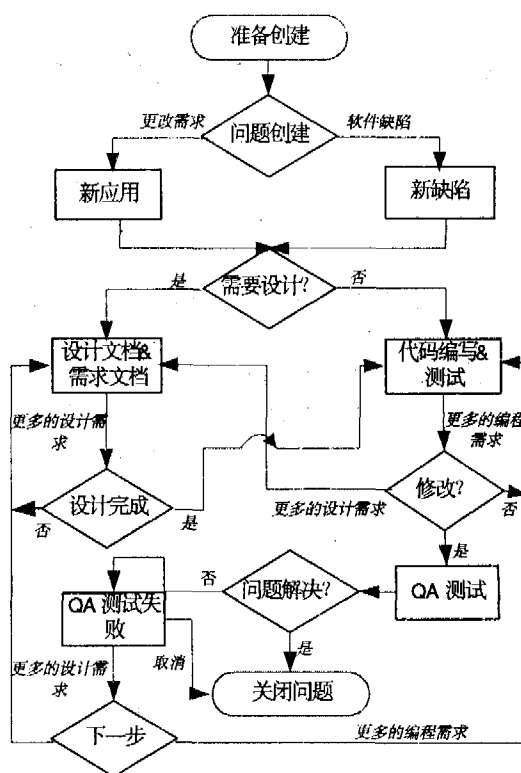 准备创建
更改需求
问题创建
软件缺陷
新应用
新缺陷
是
需要设计?
否
设计文档&
需求文档
代码编写&
测试
更多的设计需
求
更多的编程
需求
设计完成
修改?
否
是
更多的设计需求
否
是
QA 测试失
败
否
问题解决?
QA 测试
更多的设计需
求
取消
是
关闭问题
下一步
更多的编程需求